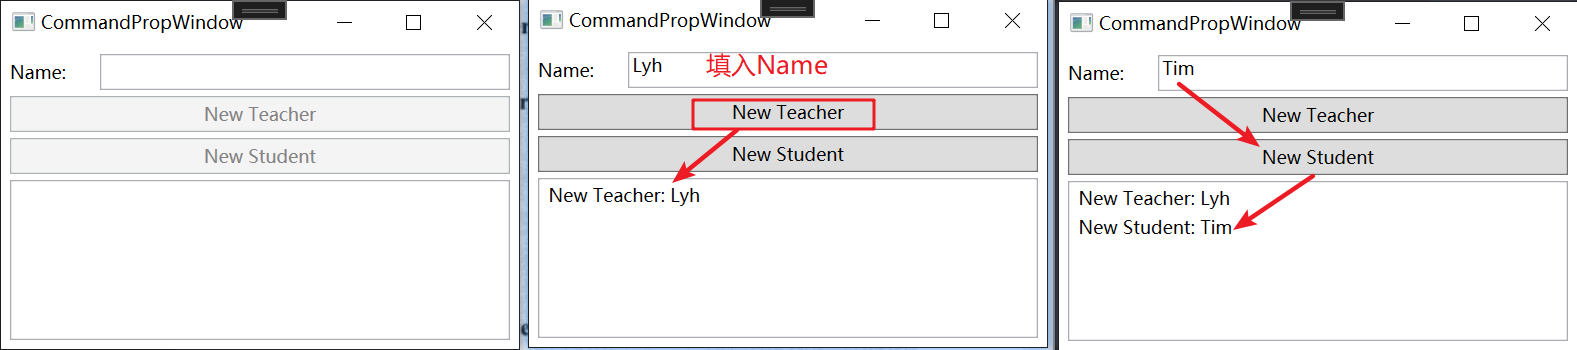 CommandPropWindow
Name:
New Teacher
New Student
CommandPropWindow
Name: Lyh 填入Name
New Teacher
New Student
New Teacher: Lyh
CommandPropWindow
Name: Tim
New Teacher
New Student
New Teacher: Lyh
New Student: Tim